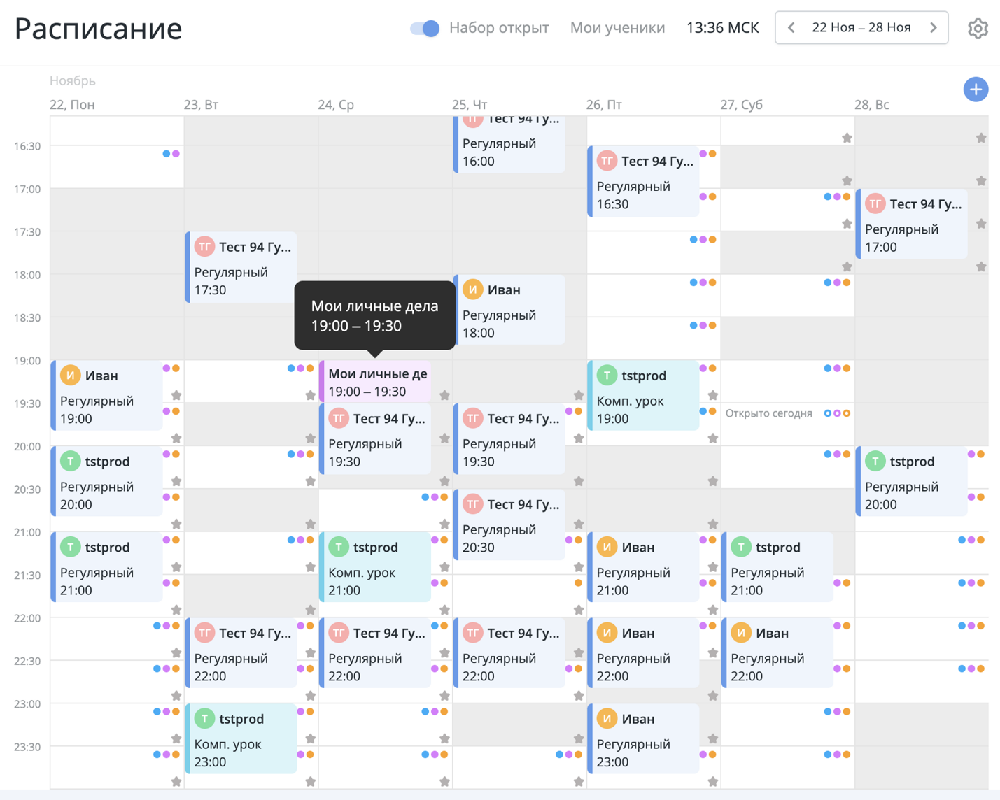 Расписание
Набор открыт
Мои ученики
13:36 МСК
22 Ноя – 28 Ноя
Ноябрь
22, Пон
23, Вт
24, Ср
25, Чт
26, Пт
27, Суб
28, Вс
16:30
17:00
17:30
18:00
18:30
19:00
19:30
20:00
20:30
21:00
21:30
22:00
22:30
23:00
23:30
И Иван
Регулярный
19:00
Т tstprod
Регулярный
20:00
Т tstprod
Регулярный
21:00
ТГ Тест 94 Гу...
Регулярный
17:30
ТГ Тест 94 Гу...
Регулярный
22:00
Т tstprod
Комп. урок
23:00
Мои личные дела
19:00 – 19:30
Мои личные де
19:00 – 19:30
ТГ Тест 94 Гу...
Регулярный
19:30
Т tstprod
Комп. урок
21:00
ТГ Тест 94 Гу...
Регулярный
22:00
ТГ Тест 94 Гу...
Регулярный
16:00
И Иван
Регулярный
18:00
ТГ Тест 94 Гу...
Регулярный
19:30
ТГ Тест 94 Гу...
Регулярный
20:30
ТГ Тест 94 Гу...
Регулярный
22:00
ТГ Тест 94 Гу...
Регулярный
16:30
Т tstprod
Комп. урок
19:00
И Иван
Регулярный
21:00
И Иван
Регулярный
22:00
И Иван
Регулярный
23:00
Открыто сегодня
Т tstprod
Регулярный
21:00
И Иван
Регулярный
22:00
ТГ Тест 94 Гу...
Регулярный
17:00
Т tstprod
Регулярный
20:00